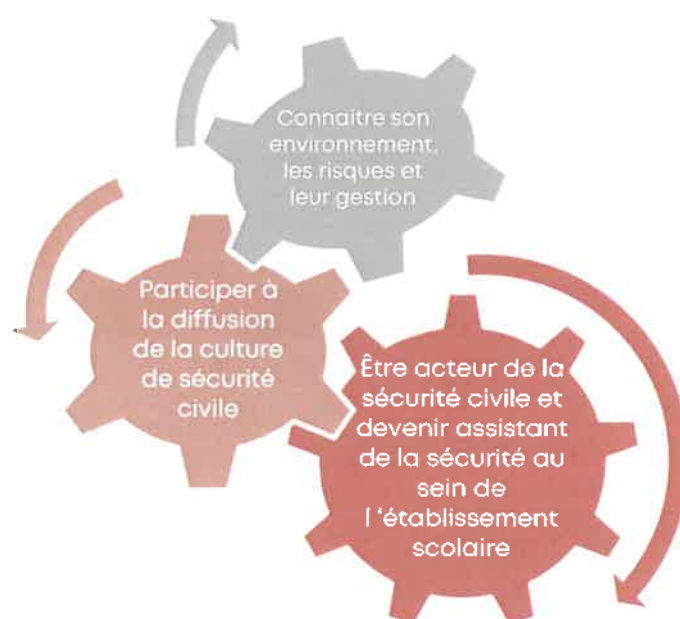 Connaitre son
environnement,
les risques et
leur gestion
Participer à
la diffusion
de la culture
de sécurité
civile
Être acteur de la
sécurité civile et
devenir assistant
de la sécurité au
sein de
l 'établissement
scolaire